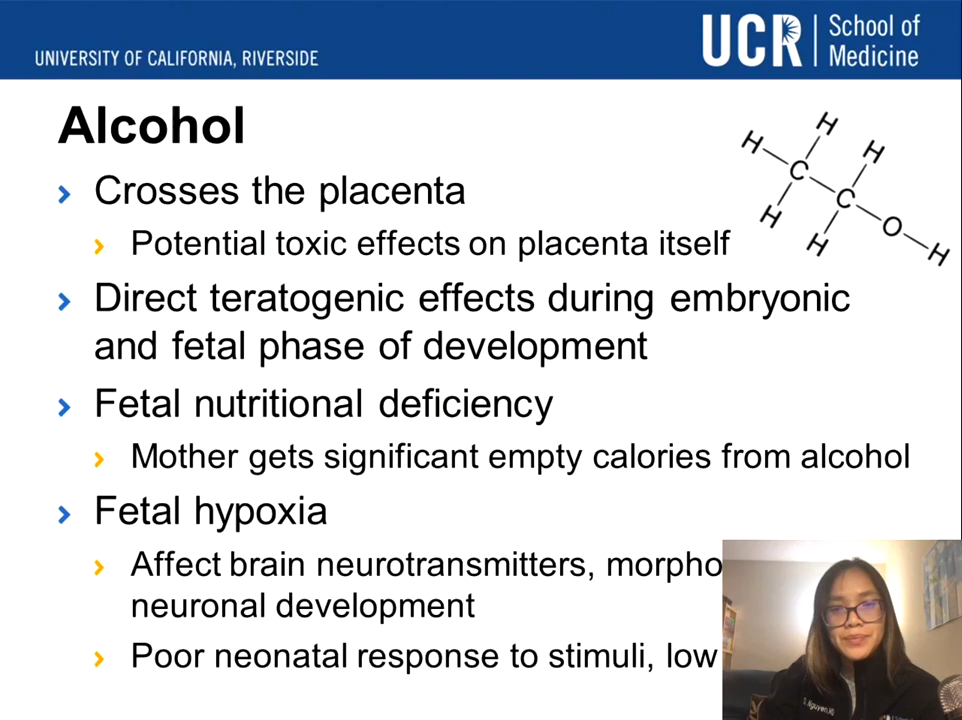 UNIVERSITY OF CALIFORNIA, RIVERSIDE
UCR School of
Medicine
Alcohol
Crosses the placenta
Potential toxic effects on placenta itself
Direct teratogenic effects during embryonic
and fetal phase of development
Fetal nutritional deficiency
Mother gets significant empty calories from alcohol
Fetal hypoxia
Affect brain neurotransmitters, morpho
neuronal development
Poor neonatal response to stimuli, low
H
H
H
C
H
C
H
O
H
H
S. Nguyen, MD